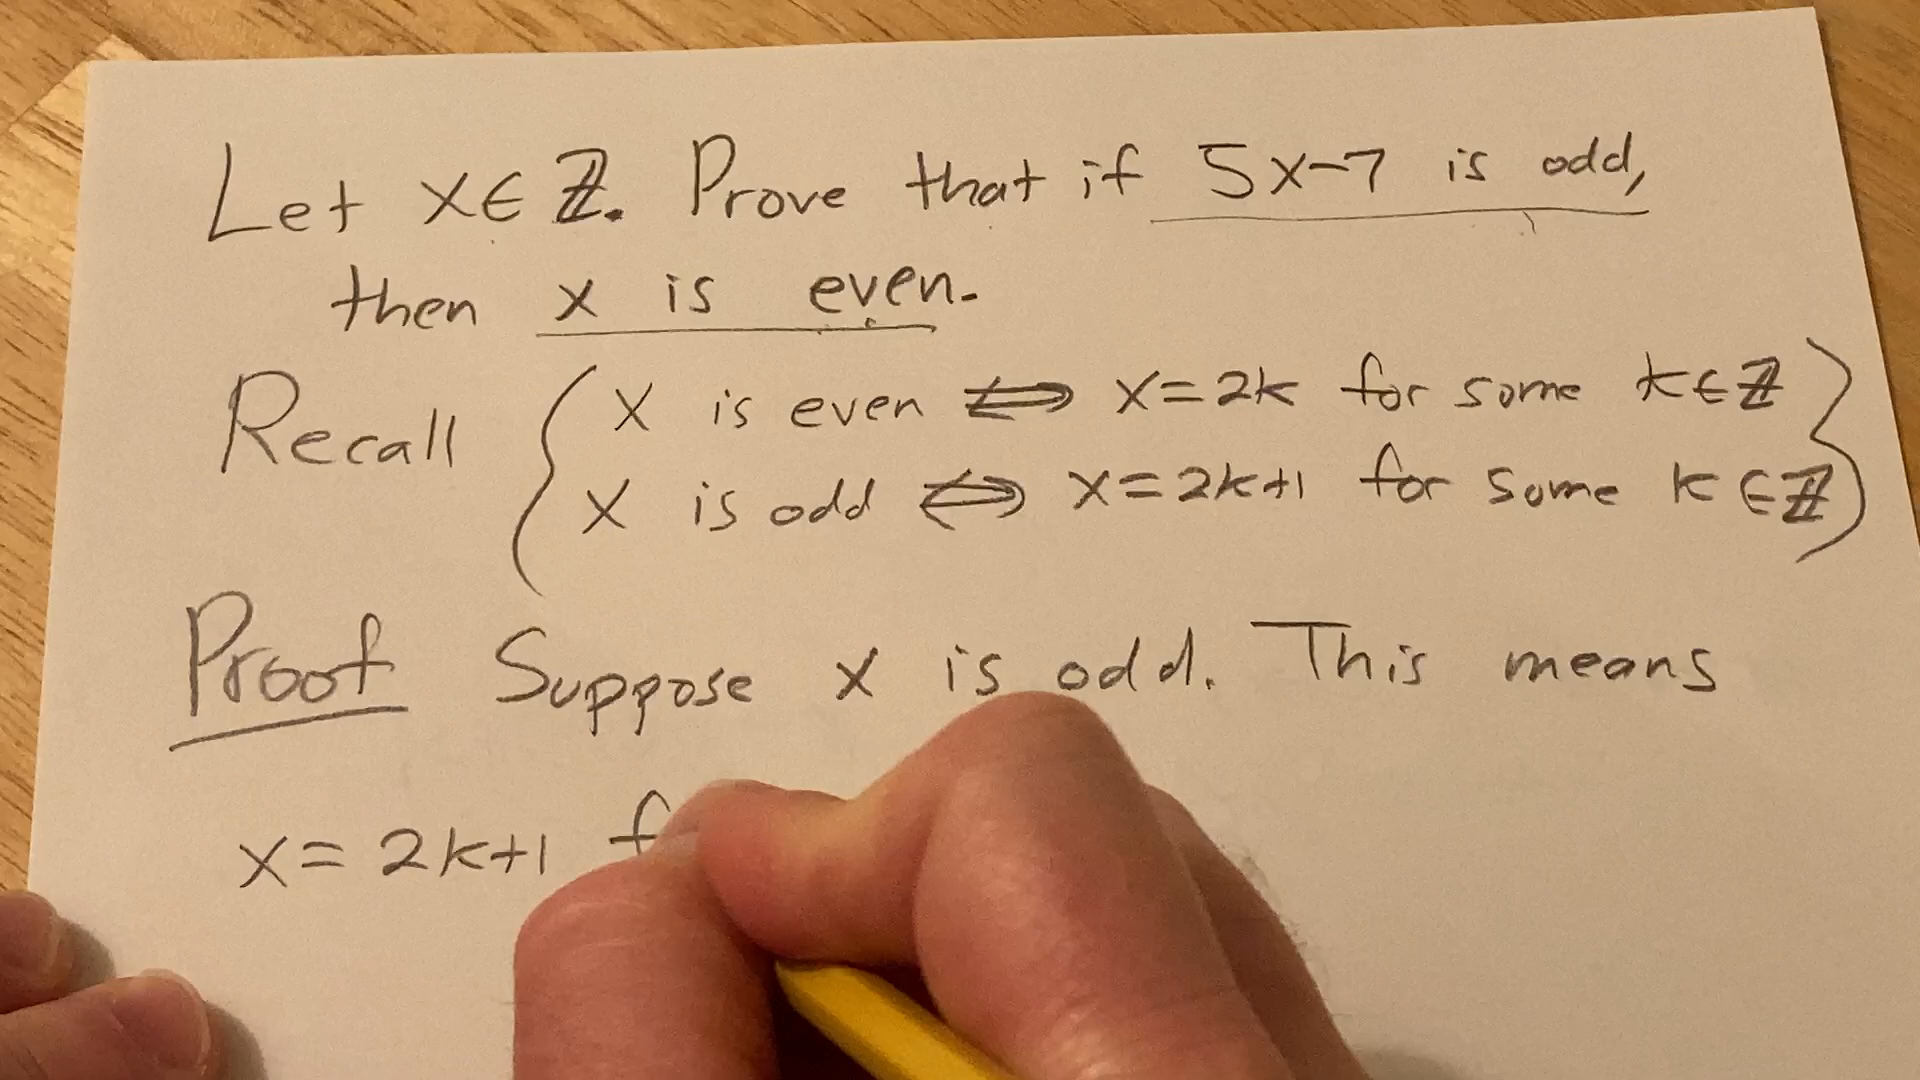 Let x∈ℤ. Prove that if 5x-7 is odd,
then x is even.
Recall { x is even ⟺ x=2k for some k∈ℤ
x is odd ⟺ x=2k+1 for some k∈ℤ }
Proof Suppose x is odd. This means
x=2k+1